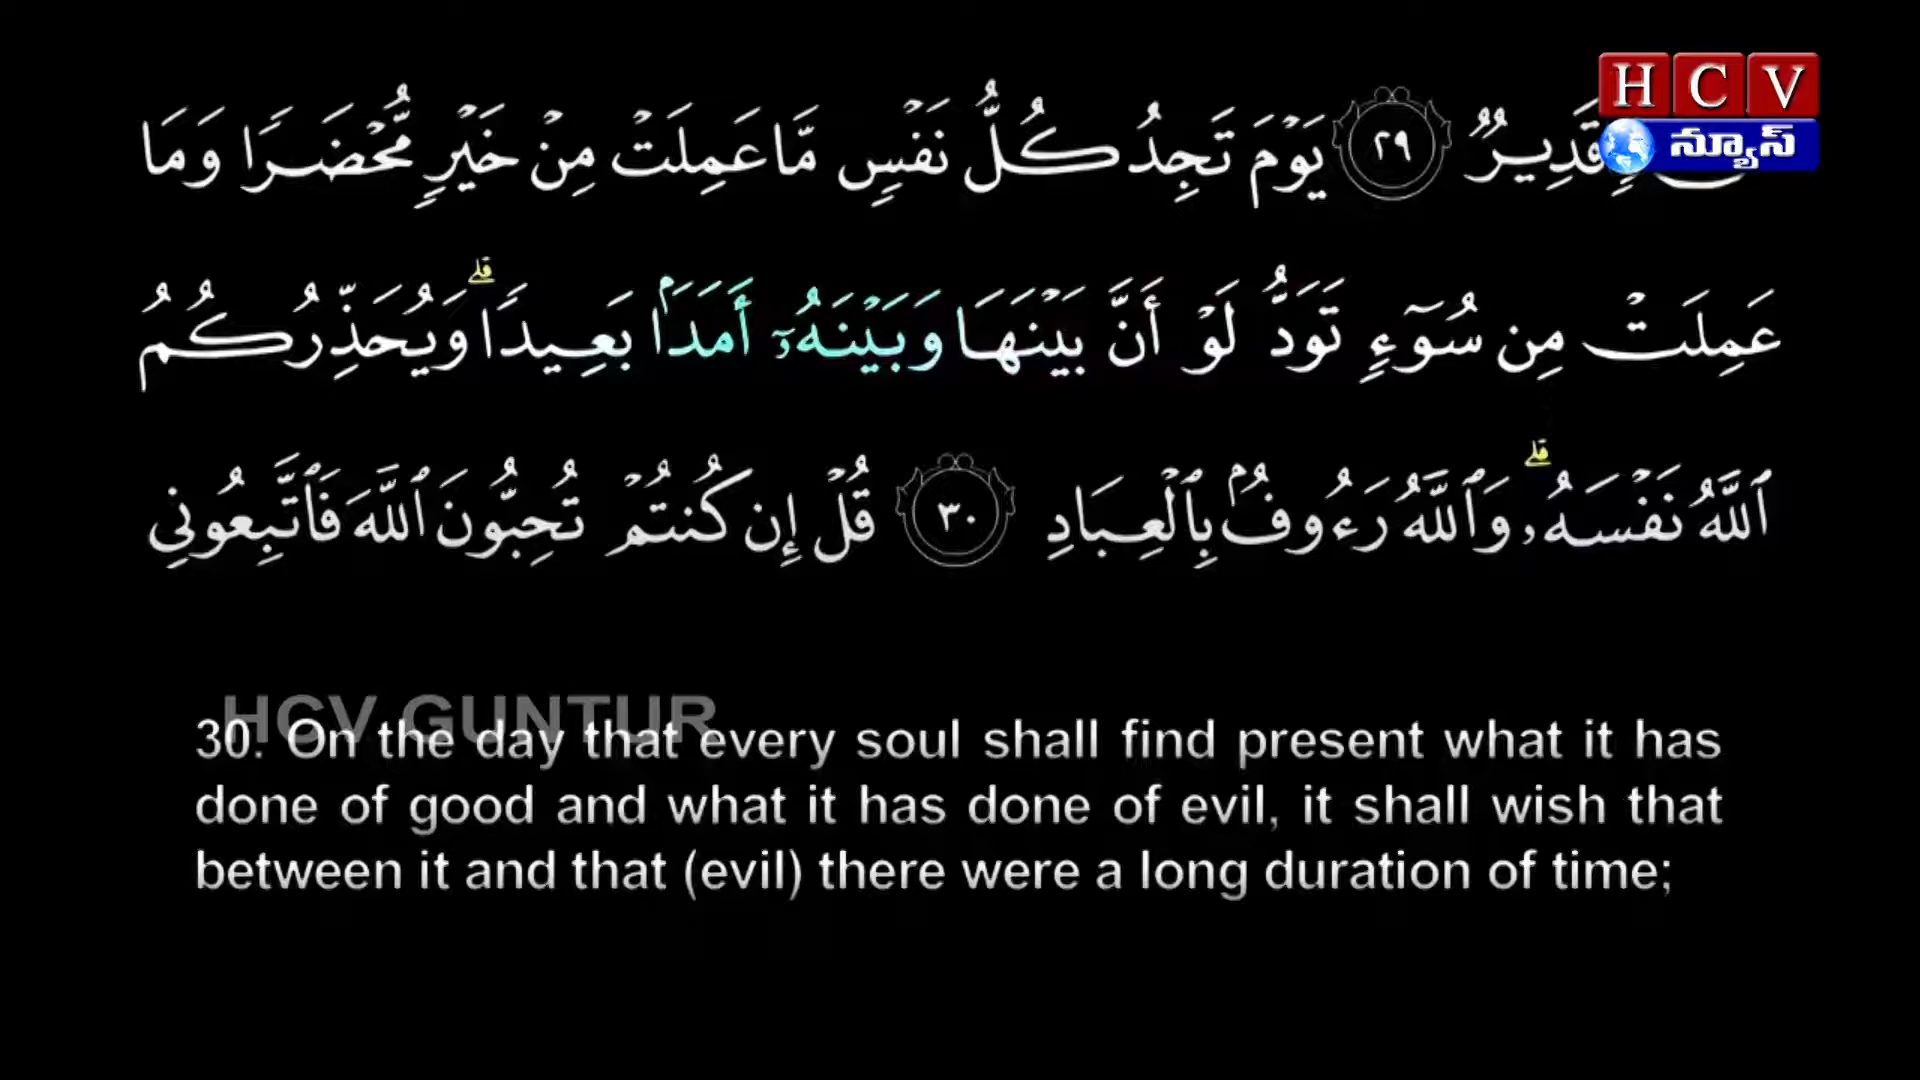 HCV
న్యూస్
قَدِيرٌ ٢٩ يَوْمَ تَجِدُ كُلُّ نَفْسٍ مَّا عَمِلَتْ مِنْ خَيْرٍ مُّحْضَرًا وَمَا
عَمِلَتْ مِن سُوٓءٍ تَوَدُّ لَوْ أَنَّ بَيْنَهَا وَبَيْنَهُۥٓ أَمَدًۢا بَعِيدًا ۗ وَيُحَذِّرُكُمُ
ٱللَّهُ نَفْسَهُۥ ۗ وَٱللَّهُ رَءُوفٌۢ بِٱلْعِبَادِ ٣٠ قُلْ إِن كُنتُمْ تُحِبُّونَ ٱللَّهَ فَٱتَّبِعُونِى
HCV GUNTUR
30. On the day that every soul shall find present what it has
done of good and what it has done of evil, it shall wish that
between it and that (evil) there were a long duration of time;